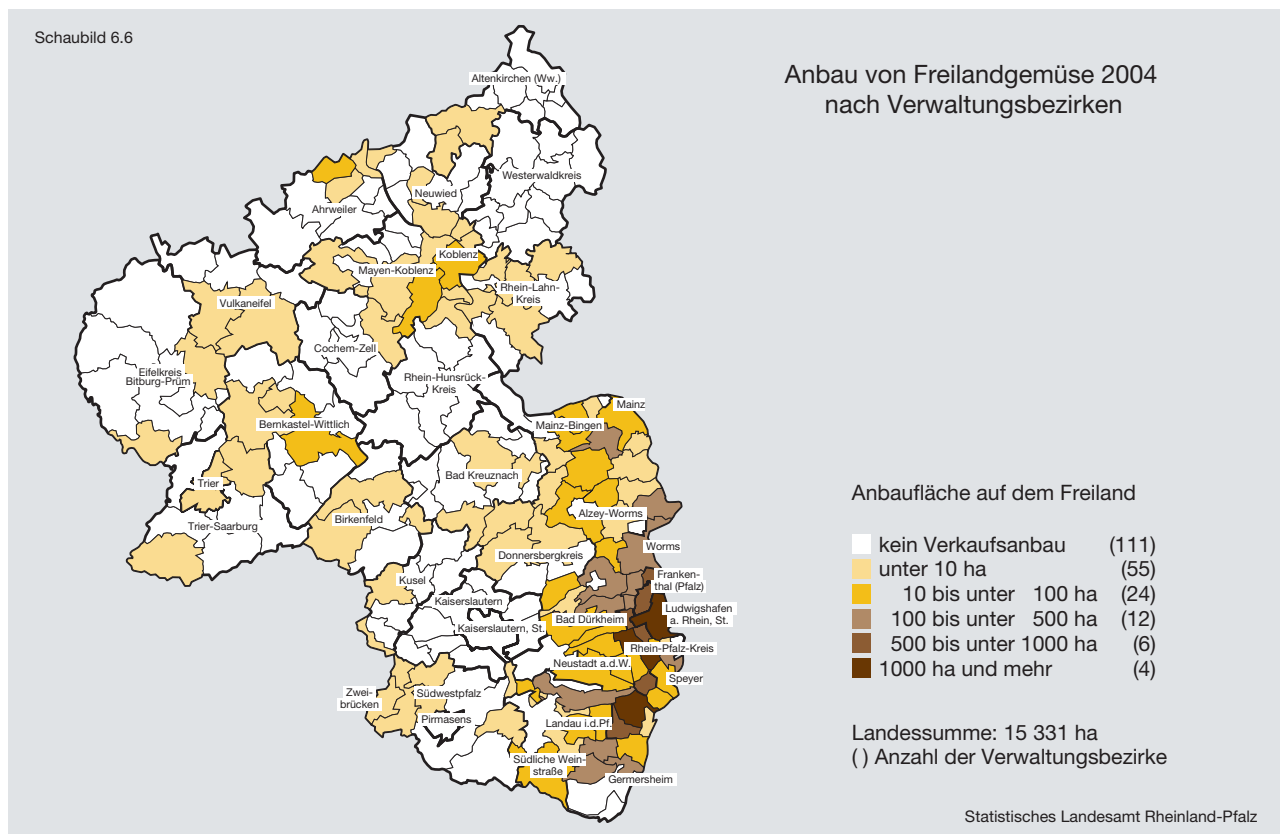 Schaubild 6.6
Anbau von Freilandgemüse 2004
nach Verwaltungsbezirken
Altenkirchen (Ww.)
Westerwaldkreis
Neuwied
Ahrweiler
Koblenz
Mayen-Koblenz
Rhein-Lahn-
Kreis
Vulkaneifel
Cochem-Zell
Eifelkreis
Bitburg-Prüm
Rhein-Hunsrück-
Kreis
Bernkastel-Wittlich
Mainz
Mainz-Bingen
Bad Kreuznach
Trier
Trier-Saarburg
Birkenfeld
Alzey-Worms
Worms
Donnersbergkreis
Kusel
Franken-
thal (Pfalz)
Kaiserslautern
Ludwigshafen
a. Rhein, St.
Kaiserslautern, St.
Bad Dürkheim
Rhein-Pfalz-Kreis
Neustadt a.d.W.
Speyer
Zwei-
brücken
Südwestpfalz
Pirmasens
Landau i.d.Pf.
Südliche Wein-
straße
Germersheim
Anbaufläche auf dem Freiland
kein Verkaufsanbau (111)
unter 10 ha (55)
10 bis unter 100 ha (24)
100 bis unter 500 ha (12)
500 bis unter 1000 ha (6)
1000 ha und mehr (4)
Landessumme: 15 331 ha
( ) Anzahl der Verwaltungsbezirke
Statistisches Landesamt Rheinland-Pfalz